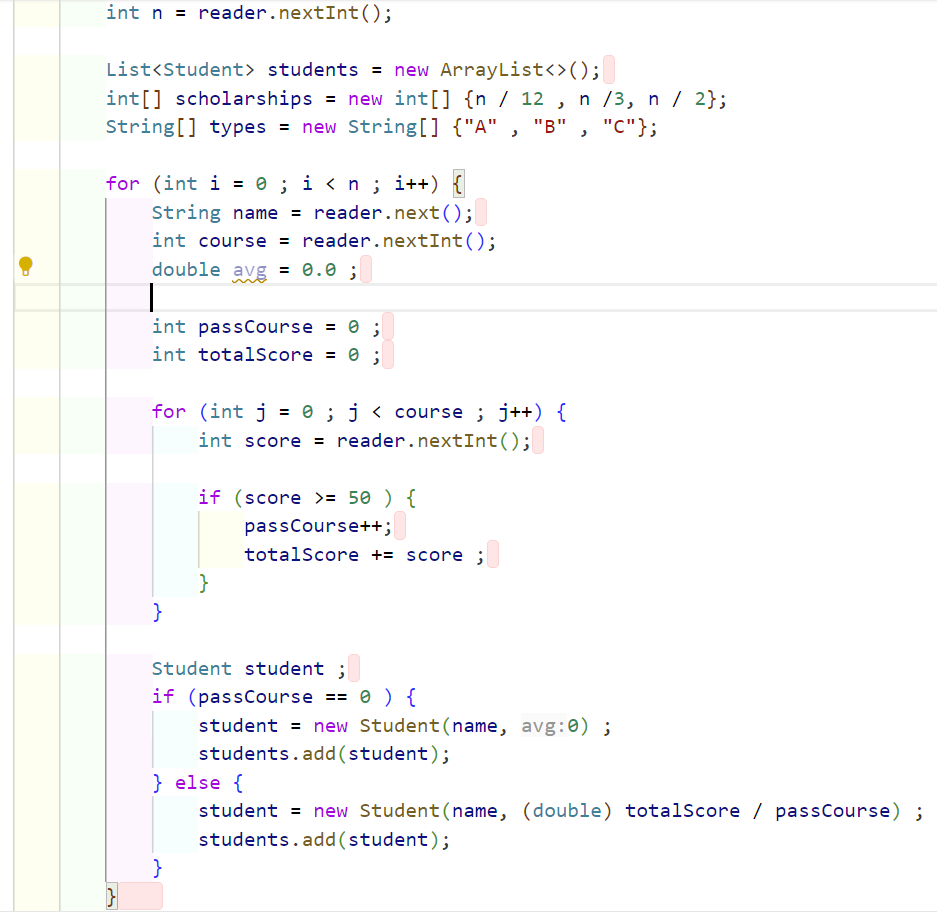 int n = reader.nextInt();
List<Student> students = new ArrayList<>();
int[] scholarships = new int[] {n / 12 , n /3, n / 2};
String[] types = new String[] {"A" , "B" , "C"};
for (int i = 0 ; i < n ; i++) {
String name = reader.next();
int course = reader.nextInt();
double avg = 0.0 ;
int passCourse = 0 ;
int totalScore = 0 ;
for (int j = 0 ; j < course ; j++) {
int score = reader.nextInt();
if (score >= 50 ) {
passCourse++;
totalScore += score ;
}
}
Student student ;
if (passCourse == 0 ) {
student = new Student(name, avg:0) ;
students.add(student);
} else {
student = new Student(name, (double) totalScore / passCourse) ;
students.add(student);
}
}